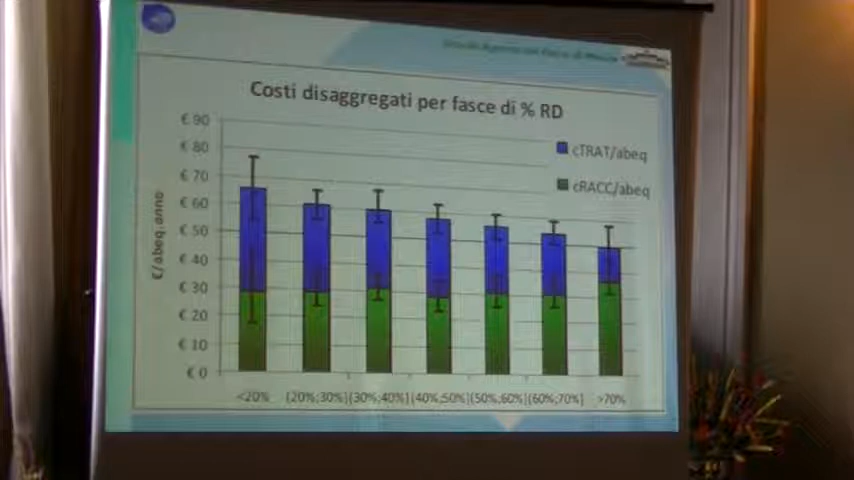 Costi disaggregati per fasce di % RD
€ 90
€ 80
€ 70
€ 60
€ 50
€ 40
€ 30
€ 20
€ 10
€ 0
€/abeq.anno
cTRAT/abeq
cRACC/abeq
<20% [20%;30%] [30%;40%] [40%;50%] [50%;60%] [60%;70%] >70%